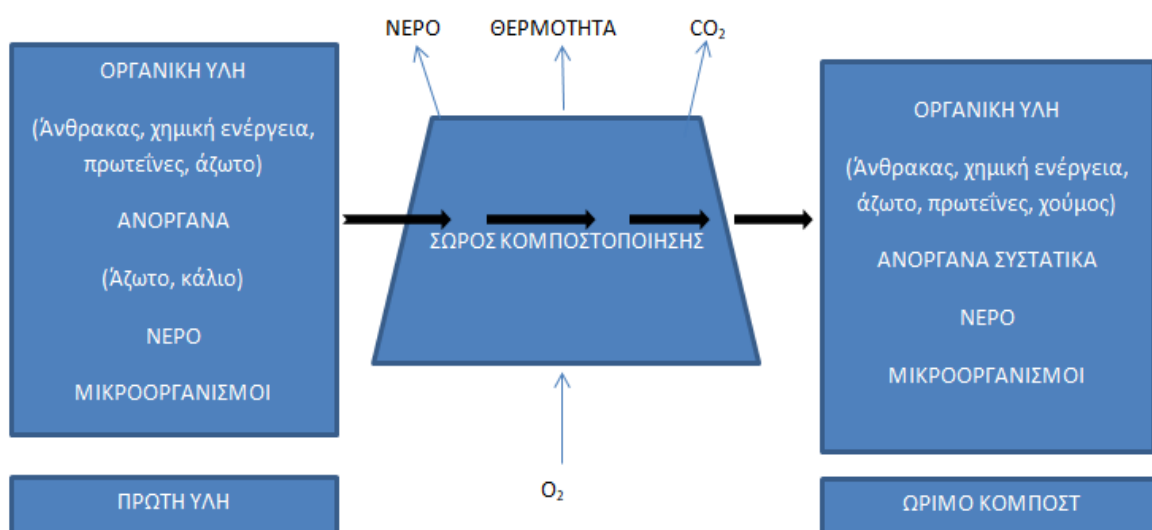 ΟΡΓΑΝΙΚΗ ΥΛΗ
(Άνθρακας, χημική ενέργεια,
πρωτεΐνες, άζωτο)
ΑΝΟΡΓΑΝΑ
(Άζωτο, κάλιο)
ΝΕΡΟ
ΜΙΚΡΟΟΡΓΑΝΙΣΜΟΙ
ΠΡΩΤΗ ΥΛΗ
ΝΕΡΟ
ΘΕΡΜΟΤΗΤΑ
CO₂
ΣΩΡΟΣ ΚΟΜΠΟΣΤΟΠΟΙΗΣΗΣ
O₂
ΟΡΓΑΝΙΚΗ ΥΛΗ
(Άνθρακας, χημική ενέργεια,
άζωτο, πρωτεΐνες, χούμος)
ΑΝΟΡΓΑΝΑ ΣΥΣΤΑΤΙΚΑ
ΝΕΡΟ
ΜΙΚΡΟΟΡΓΑΝΙΣΜΟΙ
ΩΡΙΜΟ ΚΟΜΠΟΣΤ